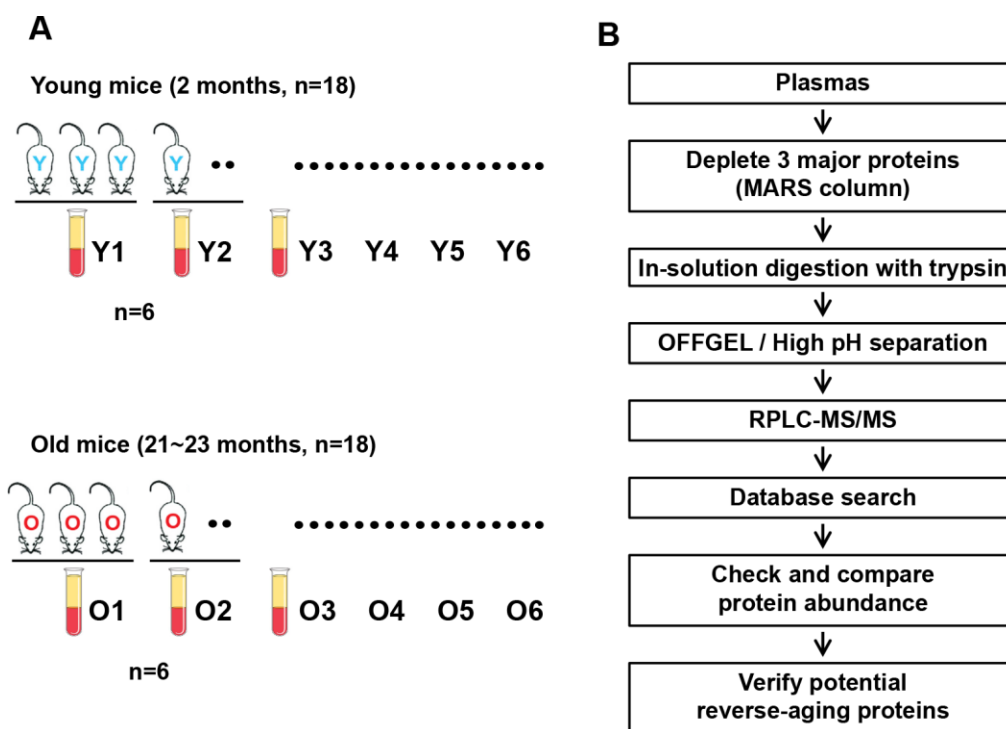 A
Young mice (2 months, n=18)
Y Y Y Y
Y1 Y2 Y3 Y4 Y5 Y6
n=6
Old mice (21~23 months, n=18)
O O O O
O1 O2 O3 O4 O5 O6
n=6
B
Plasmas
Deplete 3 major proteins
(MARS column)
In-solution digestion with trypsin
OFFGEL / High pH separation
RPLC-MS/MS
Database search
Check and compare
protein abundance
Verify potential
reverse-aging proteins